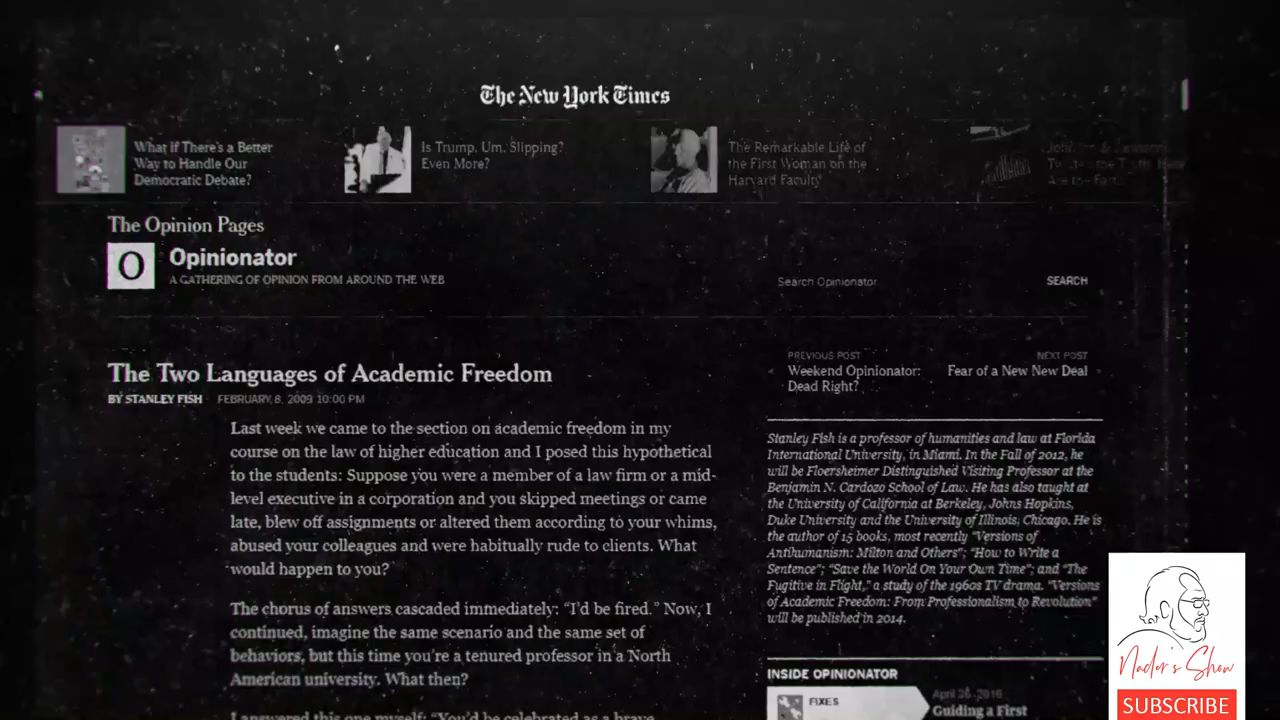 The New York Times
What if There's a Better
Way to Handle Our
Democratic Debate?
Is Trump, Um, Slipping?
Even More?
The Remarkable Life of
the First Woman on the
Harvard Faculty
The Opinion Pages
O
Opinionator
A GATHERING OF OPINION FROM AROUND THE WEB
Search Opinionator
SEARCH
The Two Languages of Academic Freedom
BY STANLEY FISH FEBRUARY 8, 2009 10:00 PM
Last week we came to the section on academic freedom in my
course on the law of higher education and I posed this hypothetical
to the students: Suppose you were a member of a law firm or a mid-
level executive in a corporation and you skipped meetings or came
late, blew off assignments or altered them according to your whims,
abused your colleagues and were habitually rude to clients. What
would happen to you?
The chorus of answers cascaded immediately: “I'd be fired.” Now, I
continued, imagine the same scenario and the same set of
behaviors, but this time you're a tenured professor in a North
American university. What then?
I answered this one myself: “You'd be celebrated as a brave
PREVIOUS POST
Weekend Opinionator:
Dead Right?
NEXT POST
Fear of a New New Deal
Stanley Fish is a professor of humanities and law at Florida
International University, in Miami. In the Fall of 2012, he
will be Floersheimer Distinguished Visiting Professor at the
Benjamin N. Cardozo School of Law. He has also taught at
the University of California at Berkeley, Johns Hopkins,
Duke University and the University of Illinois, Chicago. He is
the author of 15 books, most recently “Versions of
Antihumanism: Milton and Others”; “How to Write a
Sentence”; “Save the World On Your Own Time”; and “The
Fugitive in Flight,” a study of the 1960s TV drama. “Versions
of Academic Freedom: From Professionalism to Revolution”
will be published in 2014.
INSIDE OPINIONATOR
FIXES
April 26, 2016
Guiding a First
Nader's Show
SUBSCRIBE